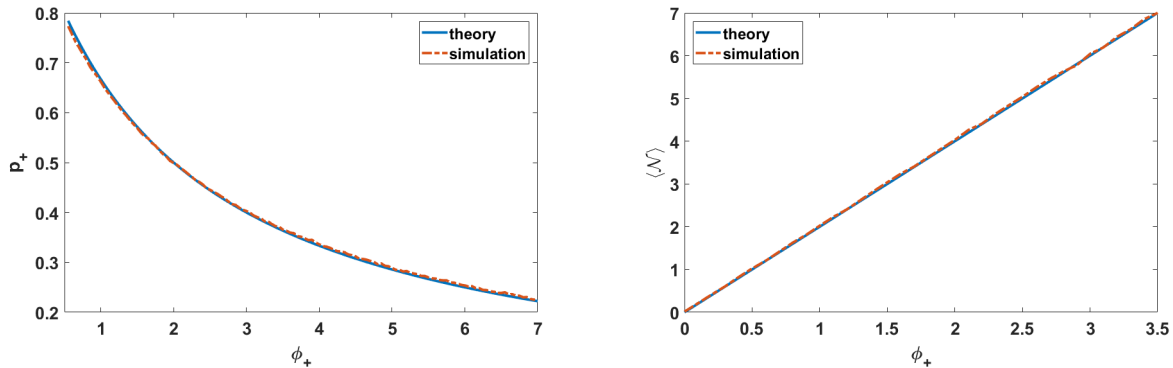 0.8
0.7
0.6
0.5
0.4
0.3
0.2
p+
1 2 3 4 5 6 7
ϕ+
theory
simulation
7
6
5
4
3
2
1
0
⟨𝒩⟩
0 0.5 1 1.5 2 2.5 3 3.5
ϕ+
theory
simulation